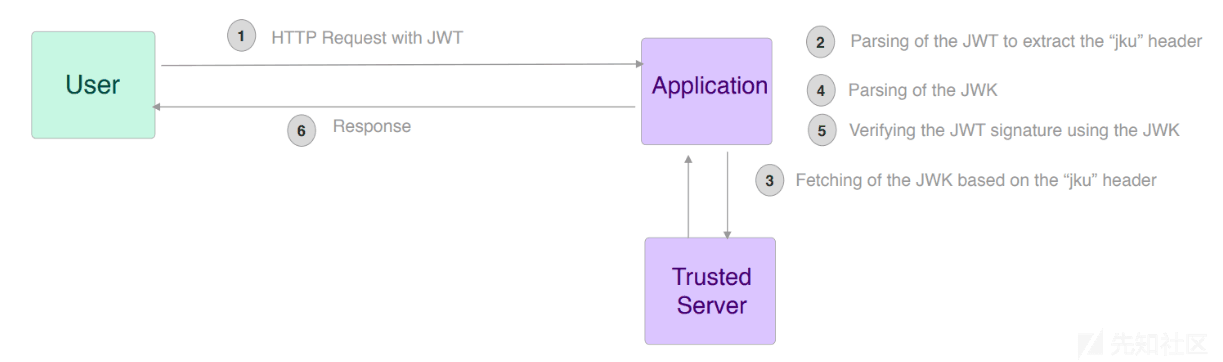 1 HTTP Request with JWT
2 Parsing of the JWT to extract the “jku” header
User
Application
4 Parsing of the JWK
6 Response
5 Verifying the JWT signature using the JWK
3 Fetching of the JWK based on the “jku” header
Trusted
Server
先知社区